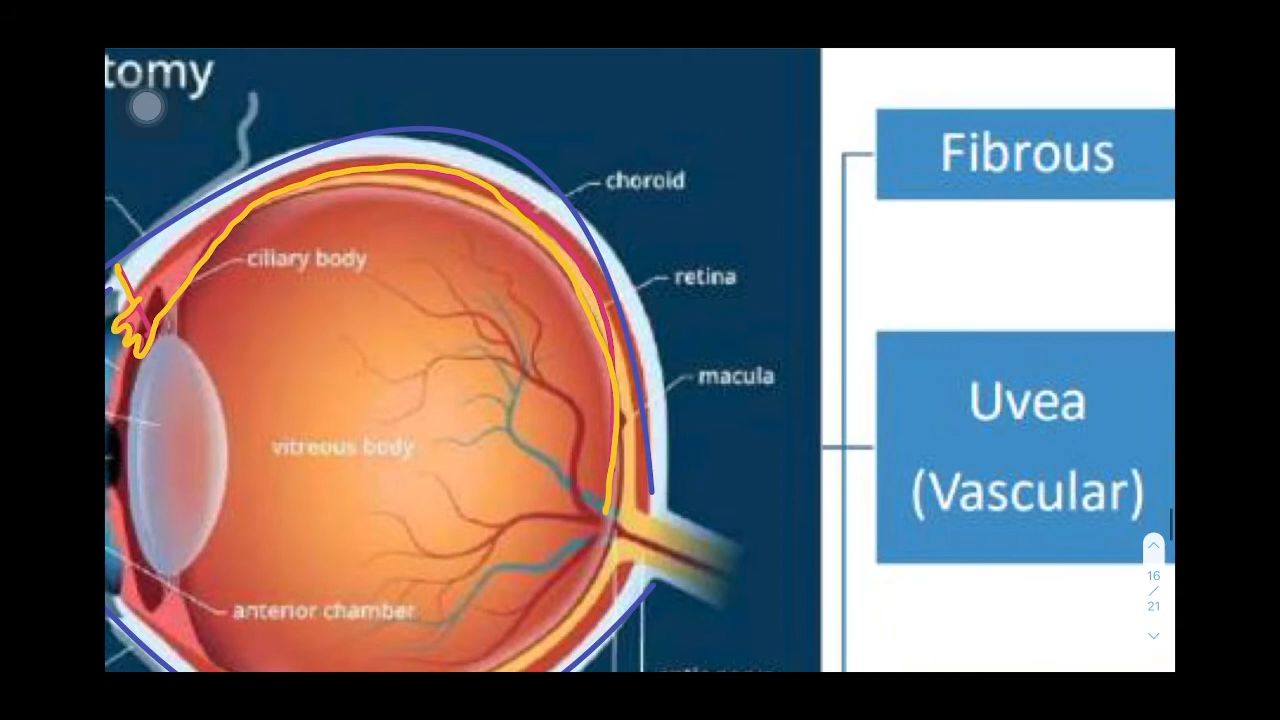 tomy
choroid
ciliary body
retina
macula
vitreous body
anterior chamber
Fibrous
Uvea
(Vascular)
16
/
21